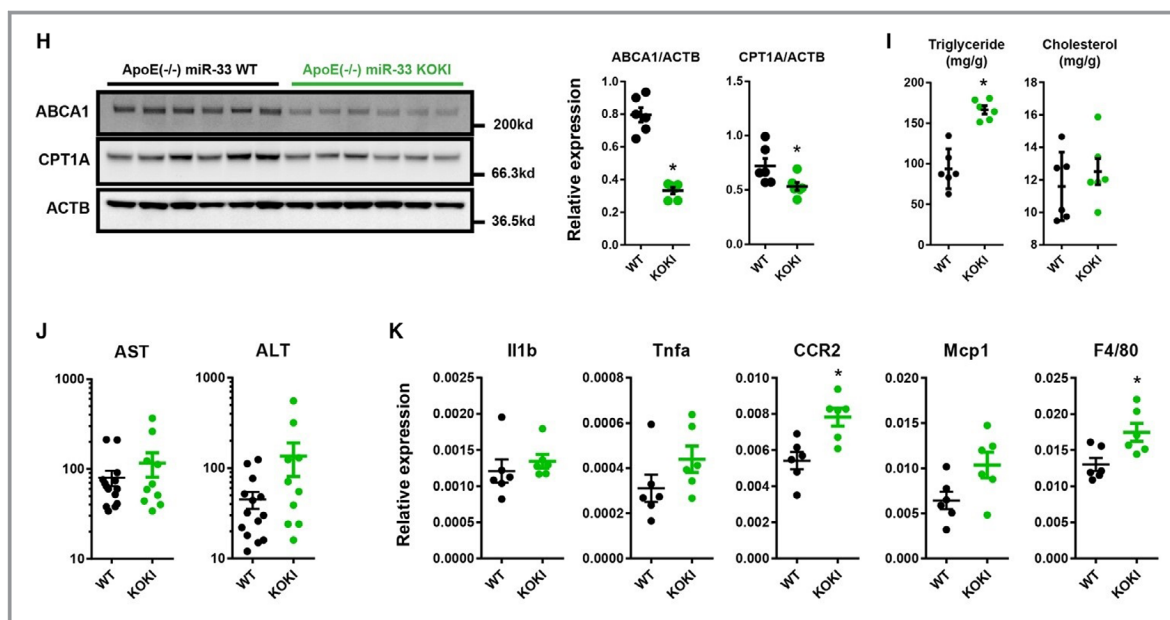 H
ApoE(-/-) miR-33 WT
ApoE(-/-) miR-33 KOKI
ABCA1
200kd
CPT1A
66.3kd
ACTB
36.5kd
Relative expression
ABCA1/ACTB
1.0
0.8
0.6
0.4
0.2
0.0
*
WT
KOKI
CPT1A/ACTB
1.5
1.0
0.5
0.0
*
WT
KOKI
I
Triglyceride
(mg/g)
200
150
100
50
0
*
WT
KOKI
Cholesterol
(mg/g)
18
16
14
12
10
8
WT
KOKI
J
AST
1000
100
10
WT
KOKI
ALT
1000
100
10
WT
KOKI
K
Relative expression
Il1b
0.0025
0.0020
0.0015
0.0010
0.0005
0.0000
WT
KOKI
Tnfa
0.0008
0.0006
0.0004
0.0002
0.0000
WT
KOKI
CCR2
0.010
0.008
0.006
0.004
0.002
0.000
*
WT
KOKI
Mcp1
0.020
0.015
0.010
0.005
0.000
WT
KOKI
F4/80
0.025
0.020
0.015
0.010
0.005
0.000
*
WT
KOKI